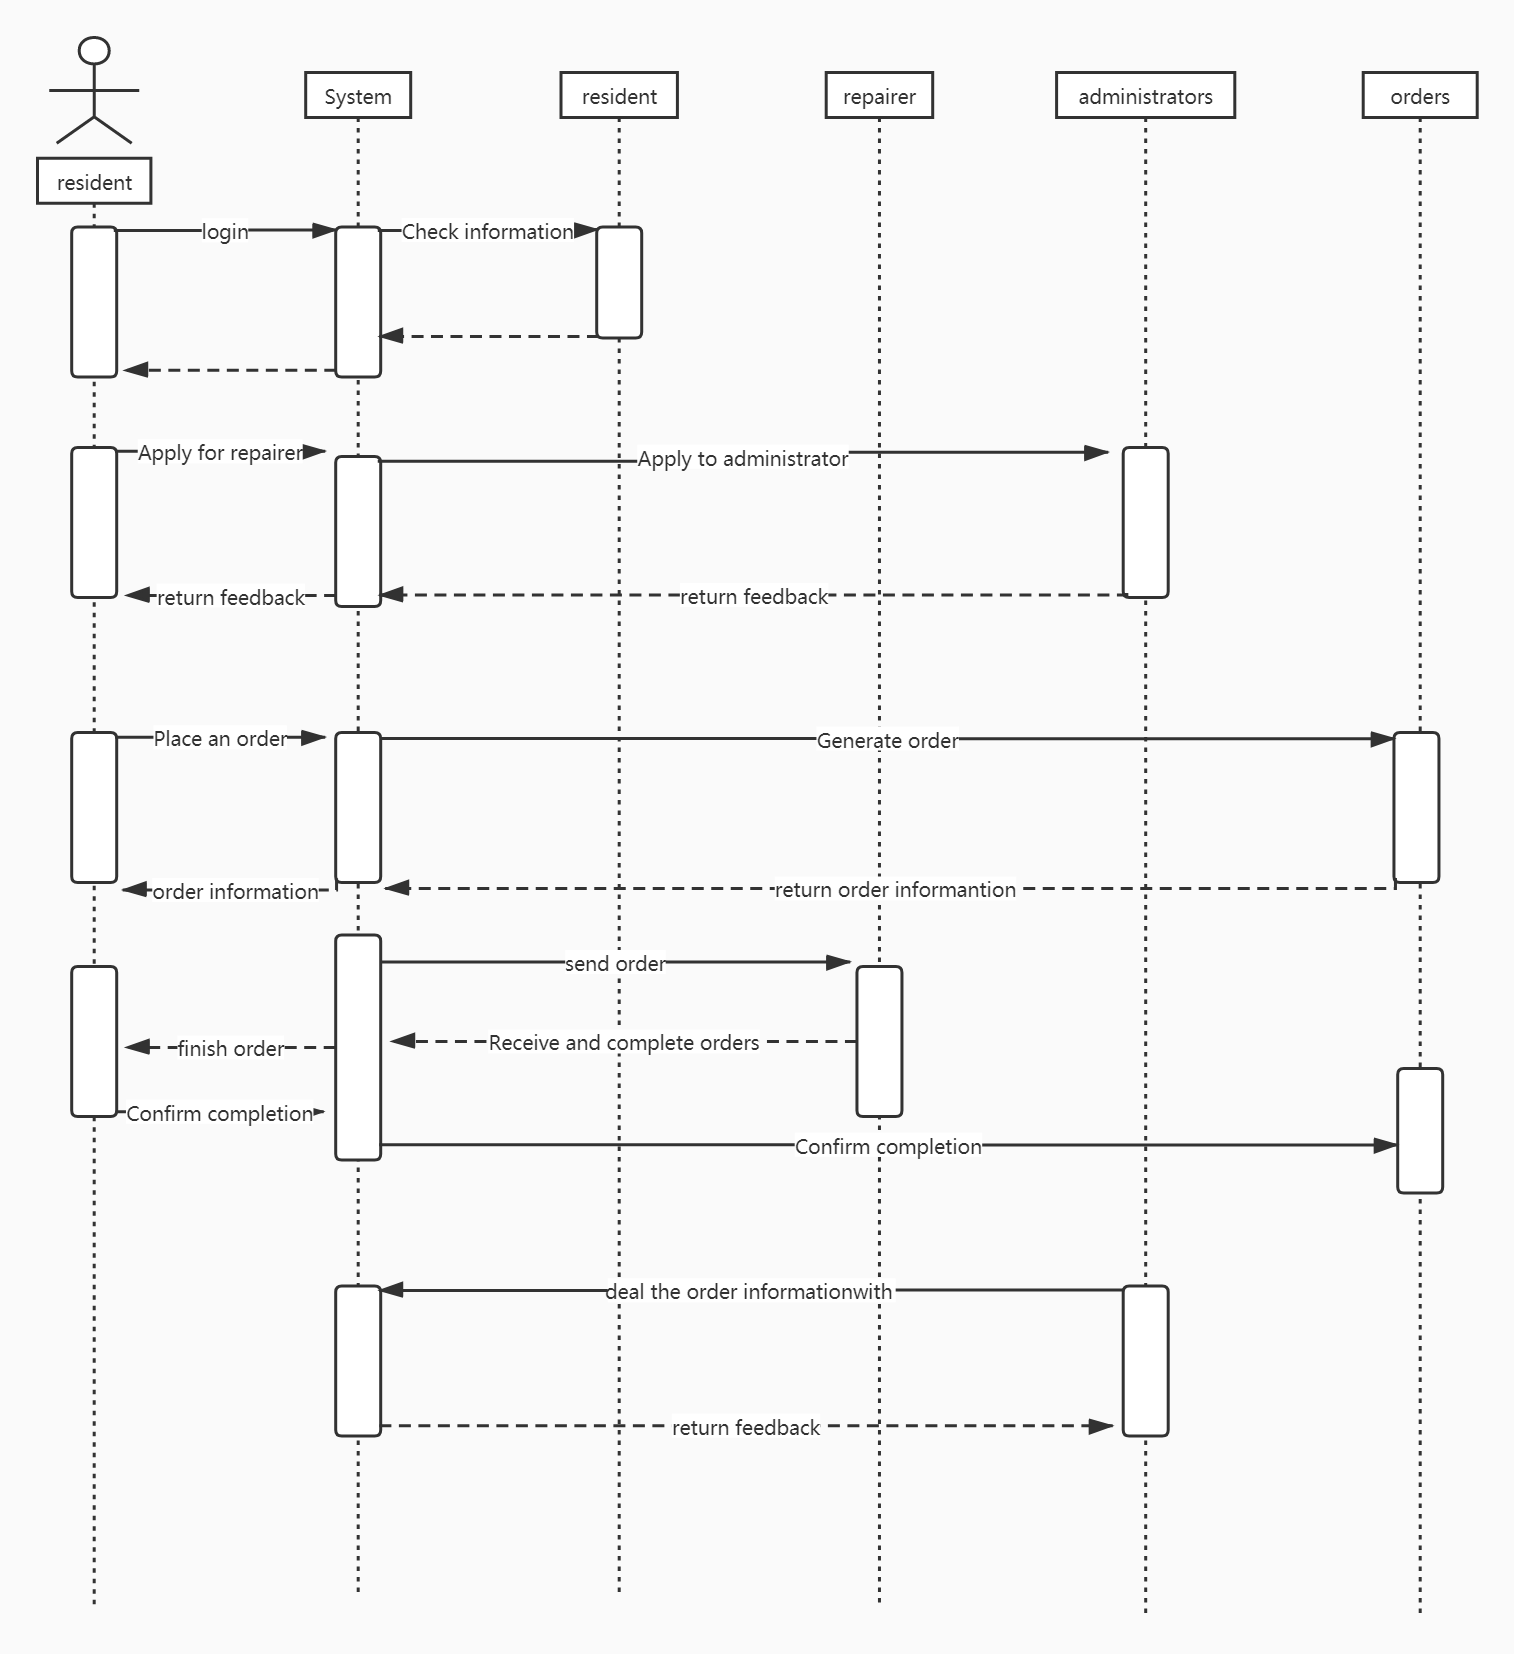 System
resident
repairer
administrators
orders
resident
login
Check information
Apply for repairer
Apply to administrator
return feedback
return feedback
Place an order
Generate order
order information
return order informantion
send order
finish order
Receive and complete orders
Confirm completion
Confirm completion
deal the order informationwith
return feedback